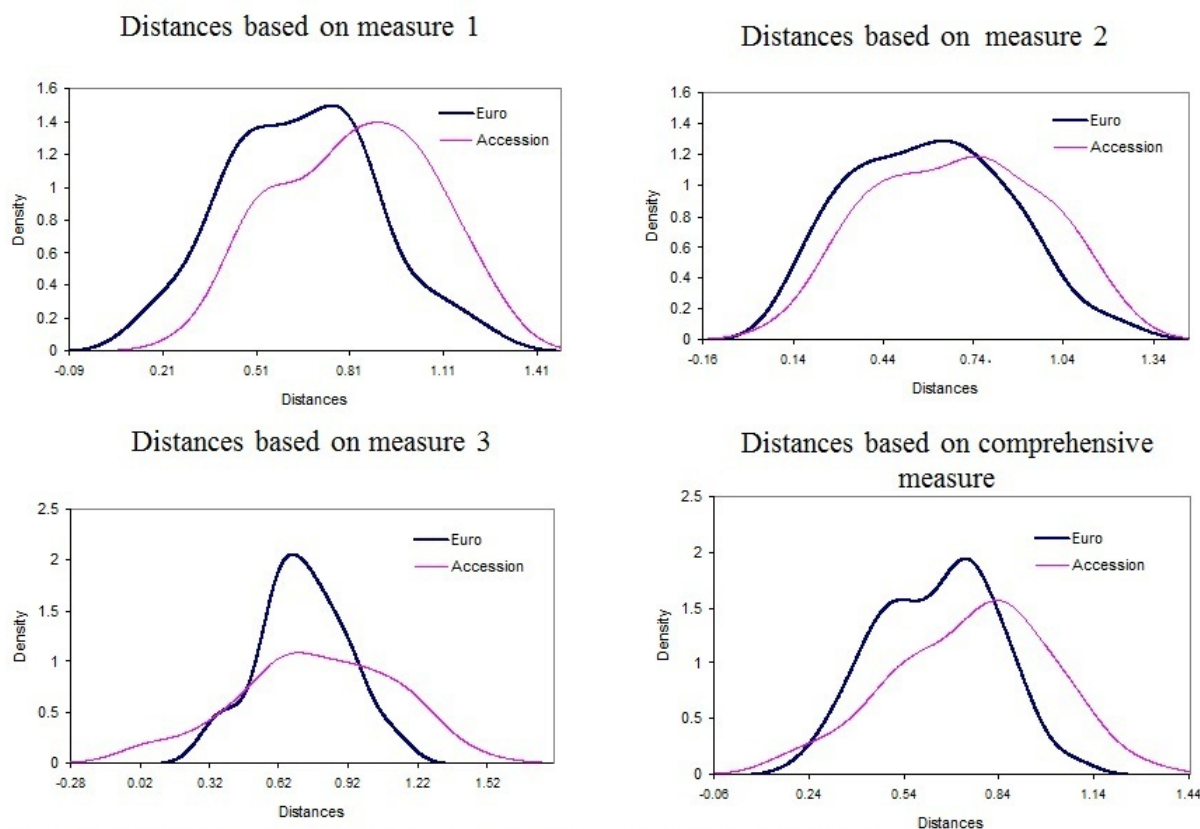 Distances based on measure 1
1.6
1.4
1.2
1
0.8
0.6
0.4
0.2
0
Density
Euro
Accession
-0.09 0.21 0.51 0.81 1.11 1.41
Distances
Distances based on measure 2
1.6
1.4
1.2
1
0.8
0.6
0.4
0.2
0
Density
Euro
Accession
-0.16 0.14 0.44 0.74 1.04 1.34
Distances
Distances based on measure 3
2.5
2
1.5
1
0.5
0
Density
Euro
Accession
-0.28 0.02 0.32 0.62 0.92 1.22 1.52
Distances
Distances based on comprehensive
measure
2.5
2
1.5
1
0.5
0
Density
Euro
Accession
-0.06 0.24 0.54 0.84 1.14 1.44
Distances